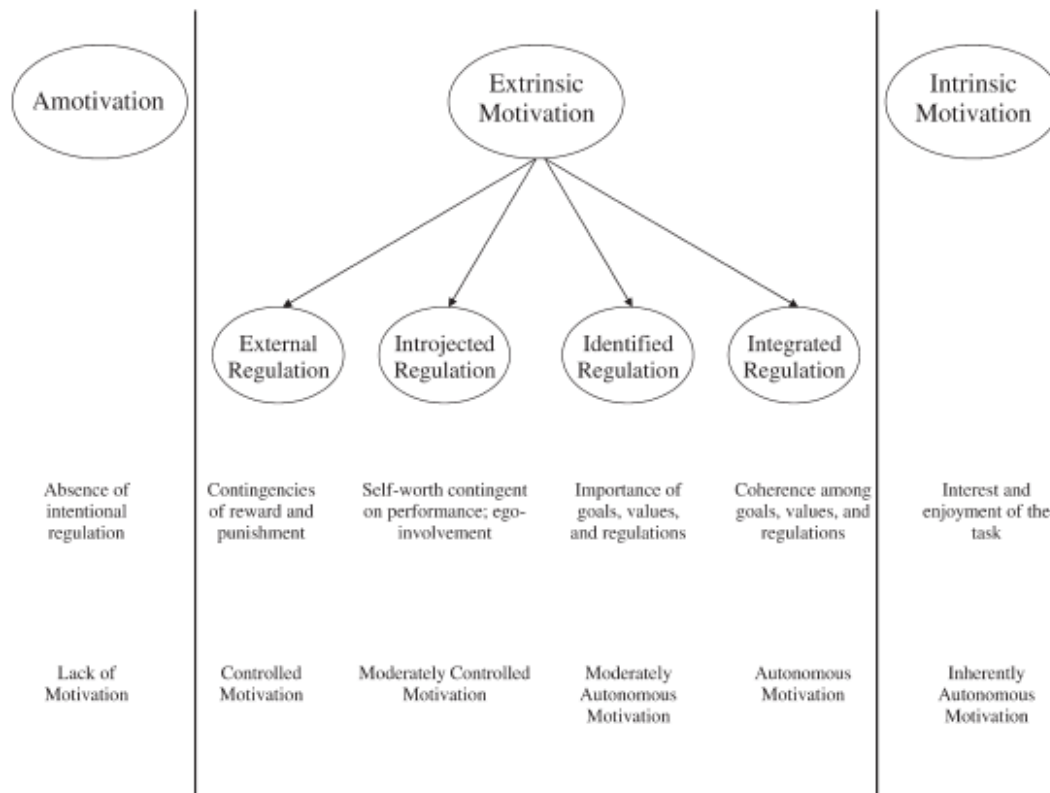 Amotivation
Extrinsic
Motivation
Intrinsic
Motivation
External
Regulation
Introjected
Regulation
Identified
Regulation
Integrated
Regulation
Absence of
intentional
regulation
Contingencies
of reward and
punishment
Self-worth contingent
on performance; ego-
involvement
Importance of
goals, values,
and regulations
Coherence among
goals, values, and
regulations
Interest and
enjoyment of the
task
Lack of
Motivation
Controlled
Motivation
Moderately Controlled
Motivation
Moderately
Autonomous
Motivation
Autonomous
Motivation
Inherently
Autonomous
Motivation